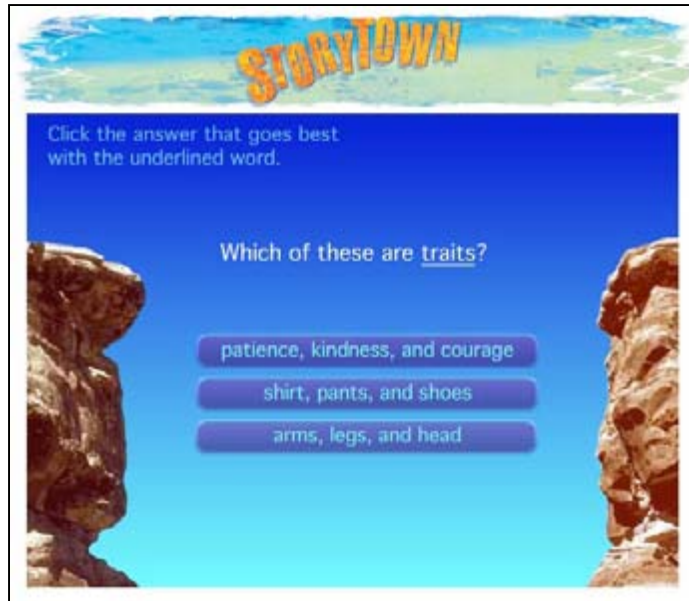 STORYTOWN
Click the answer that goes best
with the underlined word.
Which of these are traits?
patience, kindness, and courage
shirt, pants, and shoes
arms, legs, and head